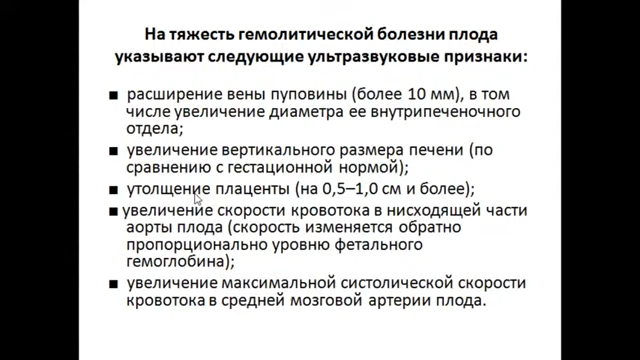 На тяжесть гемолитической болезни плода
указывают следующие ультразвуковые признаки:
■ расширение вены пуповины (более 10 мм), в том
числе увеличение диаметра ее внутрипеченочного
отдела;
■ увеличение вертикального размера печени (по
сравнению с гестационной нормой);
■ утолщение плаценты (на 0,5–1,0 см и более);
■ увеличение скорости кровотока в нисходящей части
аорты плода (скорость изменяется обратно
пропорционально уровню фетального
гемоглобина);
■ увеличение максимальной систолической скорости
кровотока в средней мозговой артерии плода.